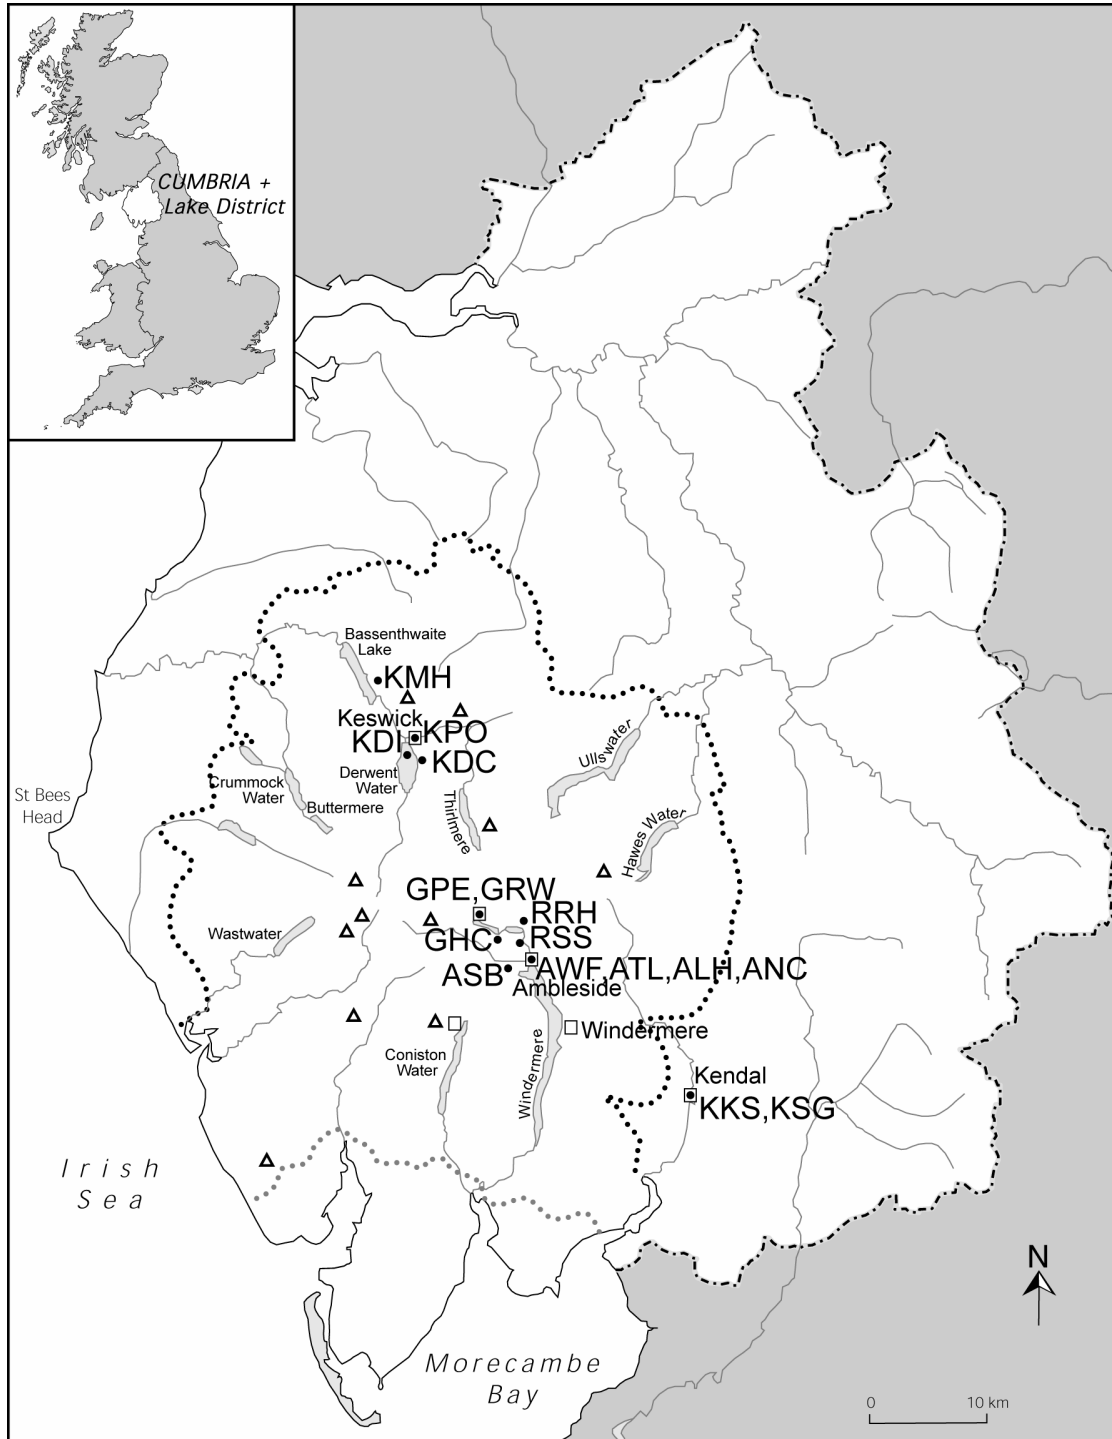 CUMBRIA +
Lake District
Bassenthwaite
Lake
KMH
Keswick
KPO
KDI
KDC
Derwent
Water
Ullswater
Crummock
Water
Buttermere
St Bees
Head
Thirlmere
Hawes Water
GPE,GRW
RRH
Wastwater
GHC
RSS
ASB
AWF,ATL,ALH,ANC
Ambleside
Windermere
Coniston
Water
Windermere
Kendal
KKS,KSG
Irish
Sea
N
Morecambe
Bay
0 10 km